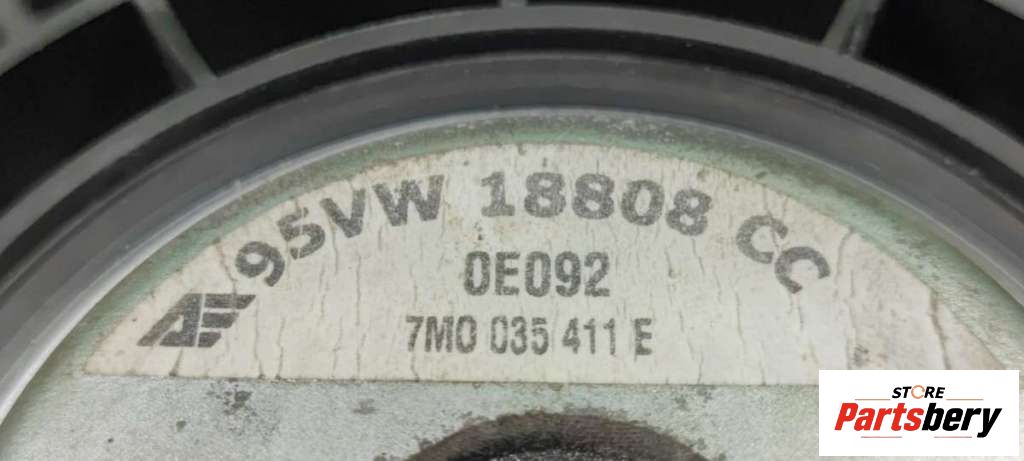 95VW 18808 CC
0E092
7M0 035 411 E
STORE
Partsbery